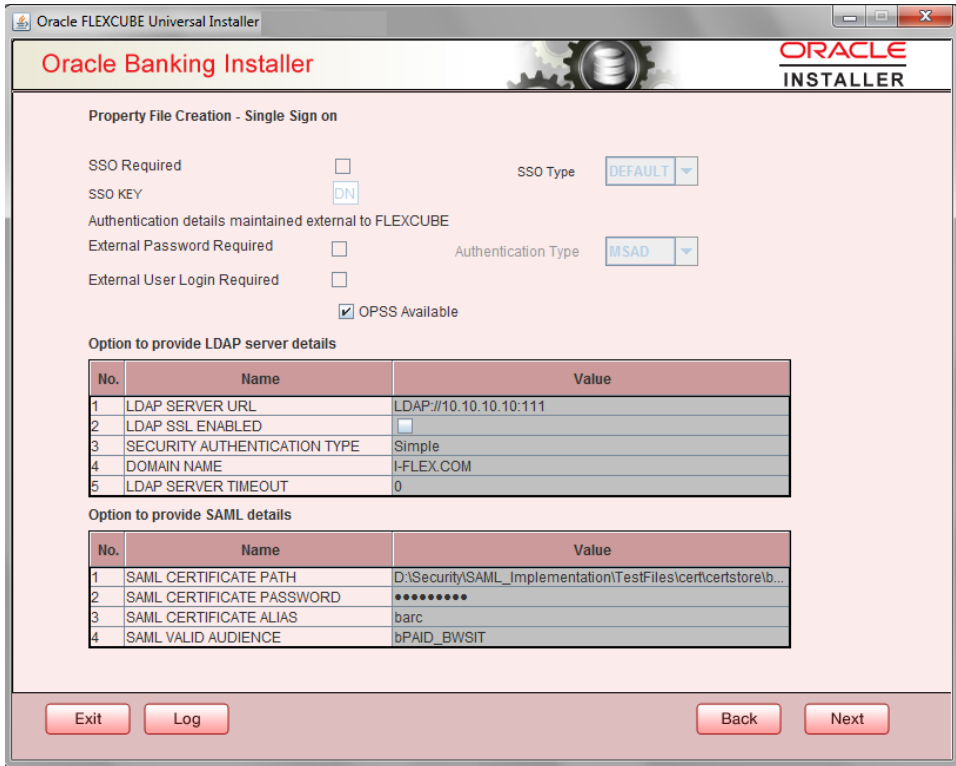 Oracle FLEXCUBE Universal Installer
Oracle Banking Installer
ORACLE
INSTALLER
Property File Creation - Single Sign on
SSO Required
SSO Type DEFAULT
SSO KEY DN
Authentication details maintained external to FLEXCUBE
External Password Required
Authentication Type MSAD
External User Login Required
OPSS Available
Option to provide LDAP server details
No. Name Value
1 LDAP SERVER URL LDAP://10.10.10.10:111
2 LDAP SSL ENABLED
3 SECURITY AUTHENTICATION TYPE Simple
4 DOMAIN NAME I-FLEX.COM
5 LDAP SERVER TIMEOUT 0
Option to provide SAML details
No. Name Value
1 SAML CERTIFICATE PATH D:\Security\SAML_Implementation\TestFiles\cert\certstore\b...
2 SAML CERTIFICATE PASSWORD •••••••••
3 SAML CERTIFICATE ALIAS barc
4 SAML VALID AUDIENCE bPAID_BWSIT
Exit Log Back Next